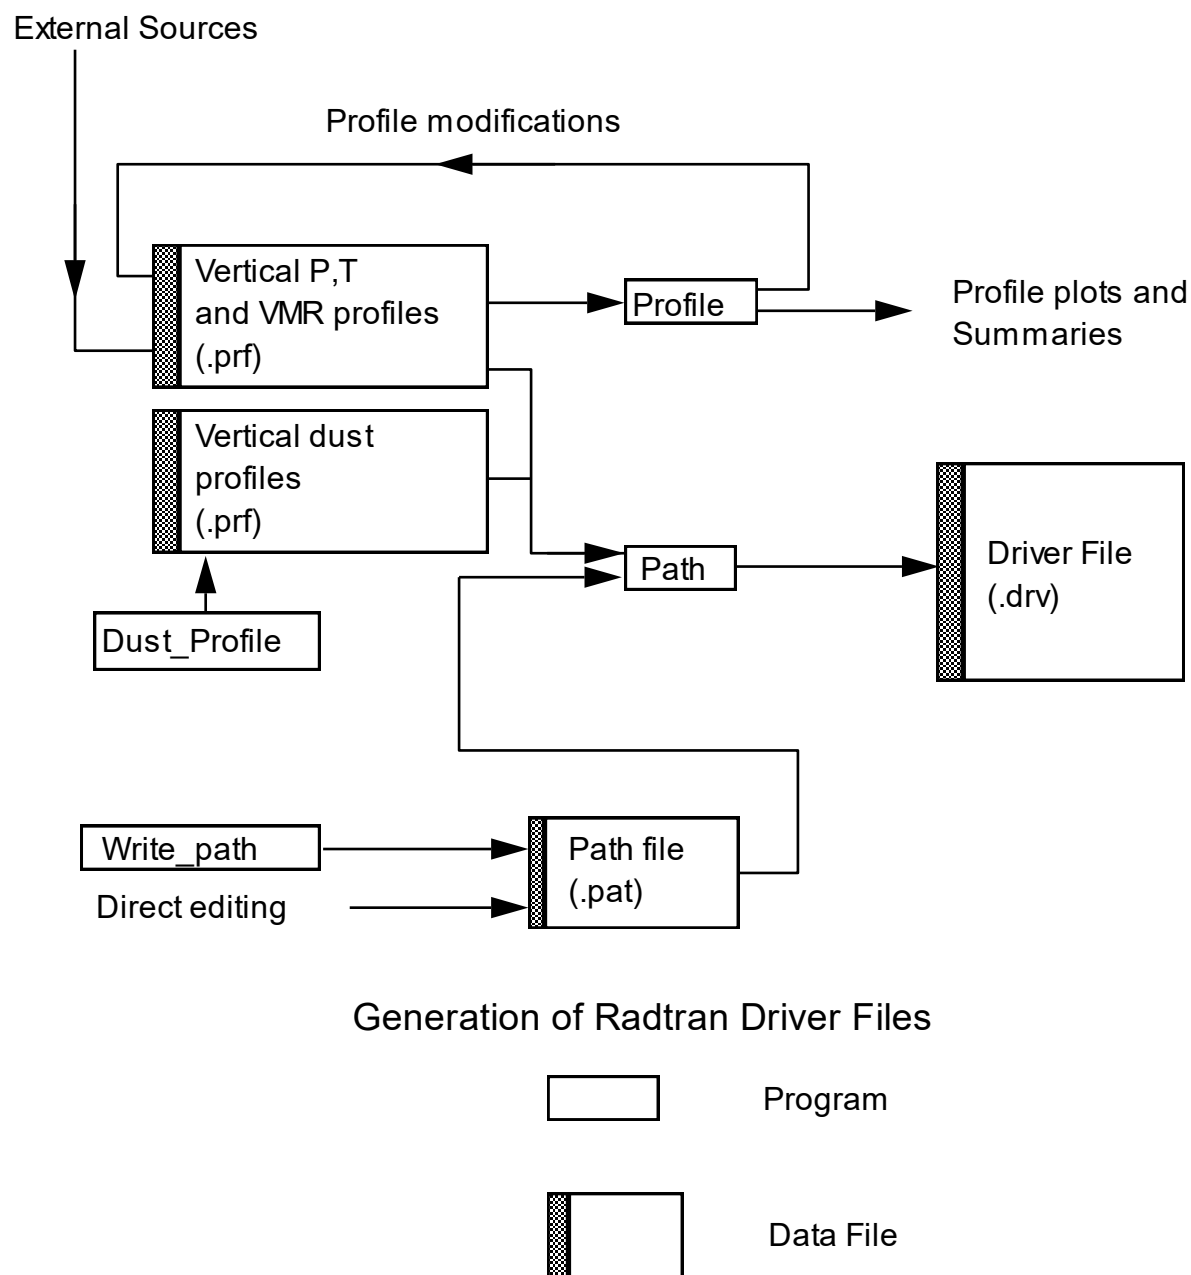 External Sources
Profile modifications
Vertical P,T
and VMR profiles
(.prf)
Profile
Profile plots and
Summaries
Vertical dust
profiles
(.prf)
Path
Driver File
(.drv)
Dust_Profile
Write_path
Path file
(.pat)
Direct editing
Generation of Radtran Driver Files
Program
Data File